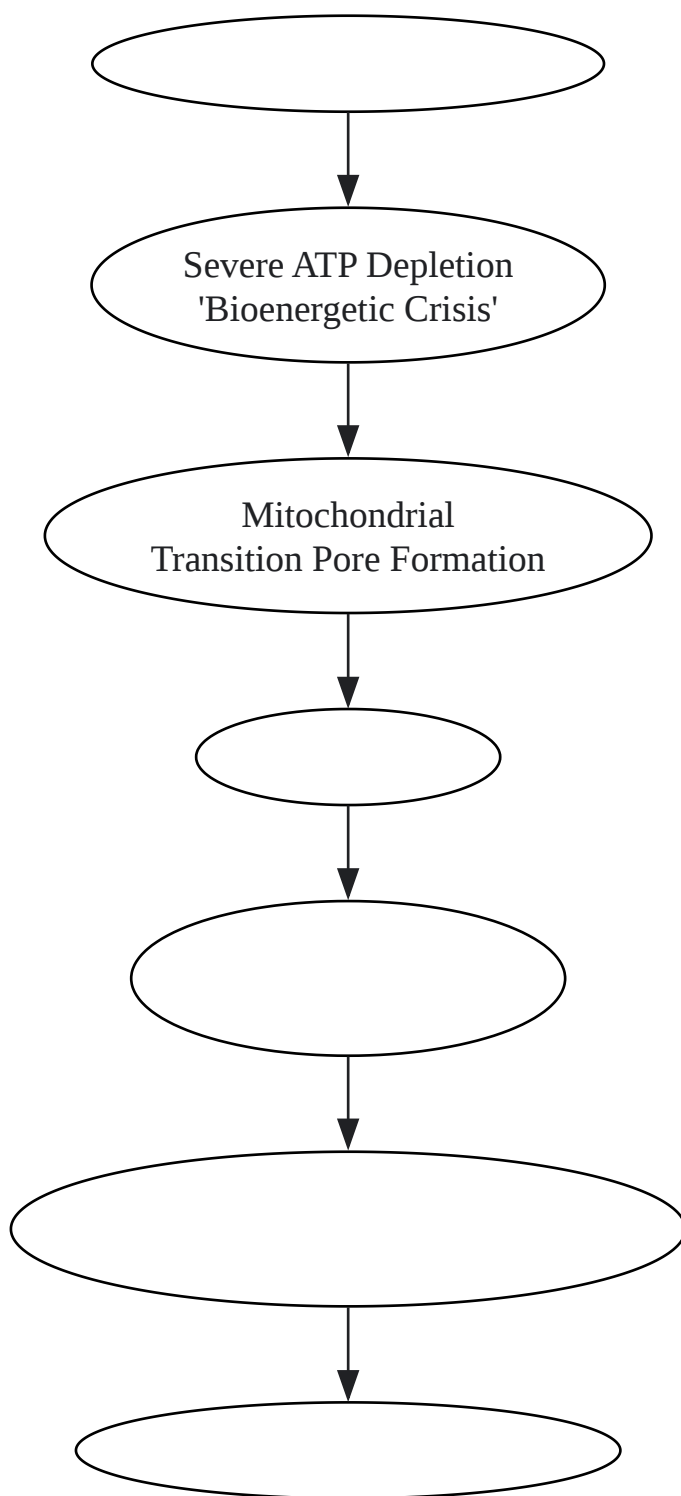 Severe ATP Depletion
'Bioenergetic Crisis'
Mitochondrial
Transition Pore Formation